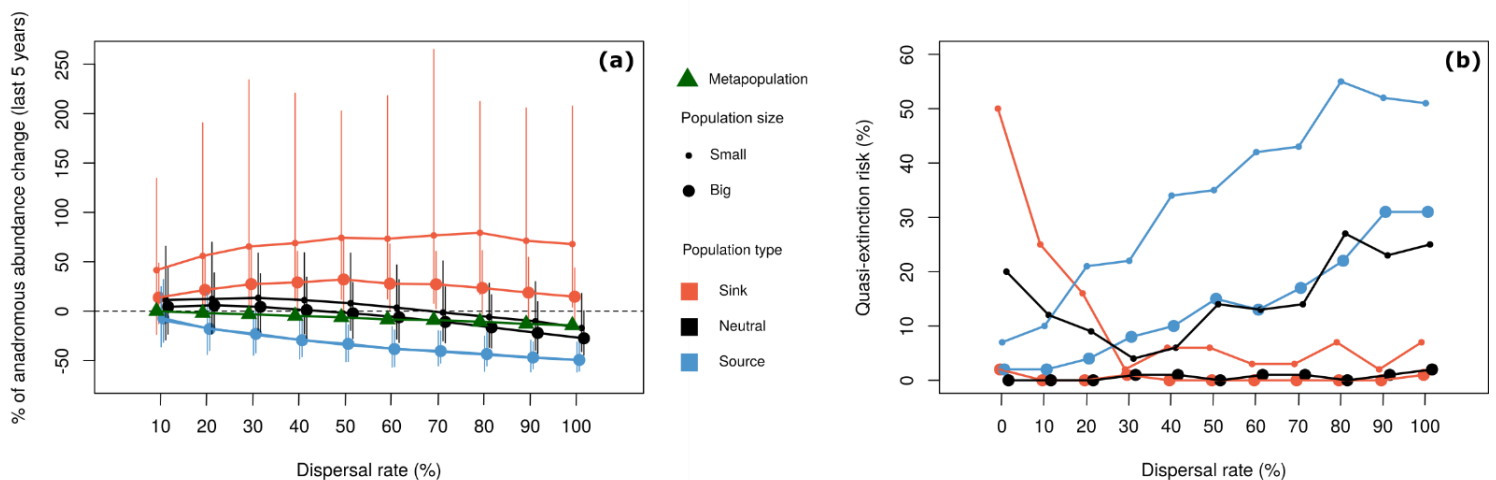 % of anadromous abundance change (last 5 years)
250
200
150
100
50
0
-50
10 20 30 40 50 60 70 80 90 100
Dispersal rate (%)
(a)
Metapopulation
Population size
Small
Big
Population type
Sink
Neutral
Source
Quasi-extinction risk (%)
60
50
40
30
20
10
0
0 10 20 30 40 50 60 70 80 90 100
Dispersal rate (%)
(b)